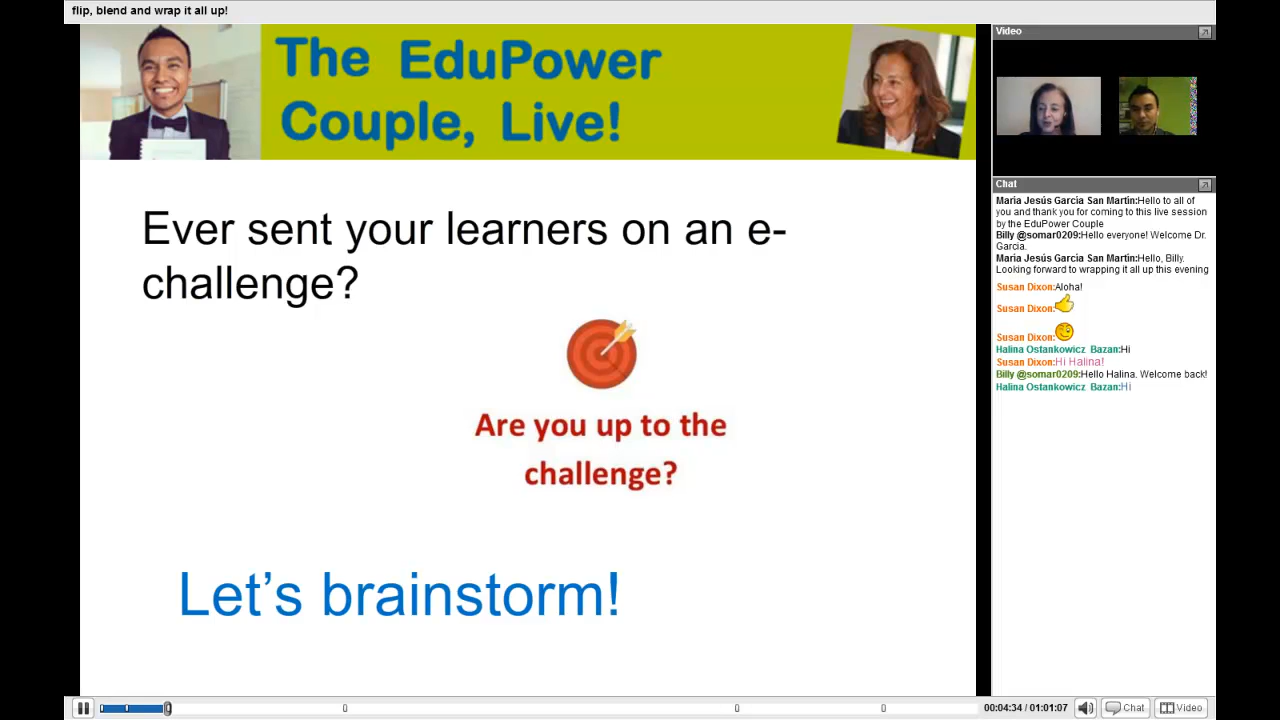 flip, blend and wrap it all up!
The EduPower
Couple, Live!
Ever sent your learners on an e-
challenge?
Are you up to the
challenge?
Let's brainstorm!
Video
Chat
Maria Jesús Garcia San Martin:Hello to all of
you and thank you for coming to this live session
by the EduPower Couple
Billy @somar0209:Hello everyone! Welcome Dr.
Garcia.
Maria Jesús Garcia San Martin:Hello, Billy.
Looking forward to wrapping it all up this evening
Susan Dixon:Aloha!
Susan Dixon:
Susan Dixon:
Halina Ostankowicz Bazan:Hi
Susan Dixon:Hi Halina!
Billy @somar0209:Hello Halina. Welcome back!
Halina Ostankowicz Bazan:Hi
00:04:34 / 01:01:07
Chat
Video